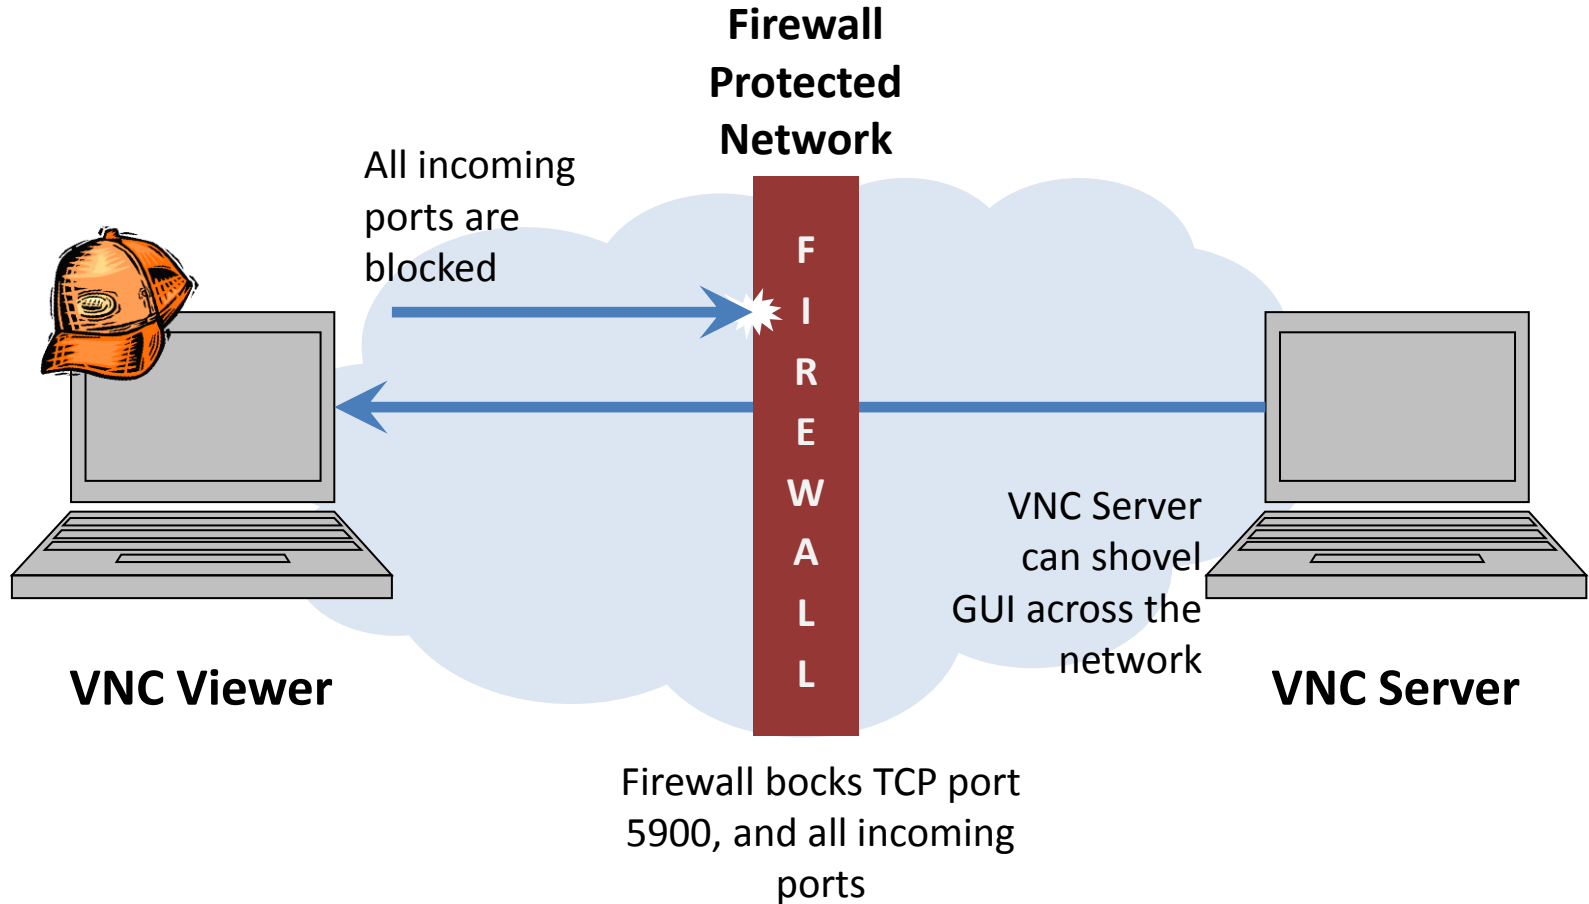 Firewall
Protected
Network
All incoming
ports are
blocked
F
I
R
E
W
A
L
L
VNC Server
can shovel
GUI across the
network
VNC Viewer
VNC Server
Firewall bocks TCP port
5900, and all incoming
ports